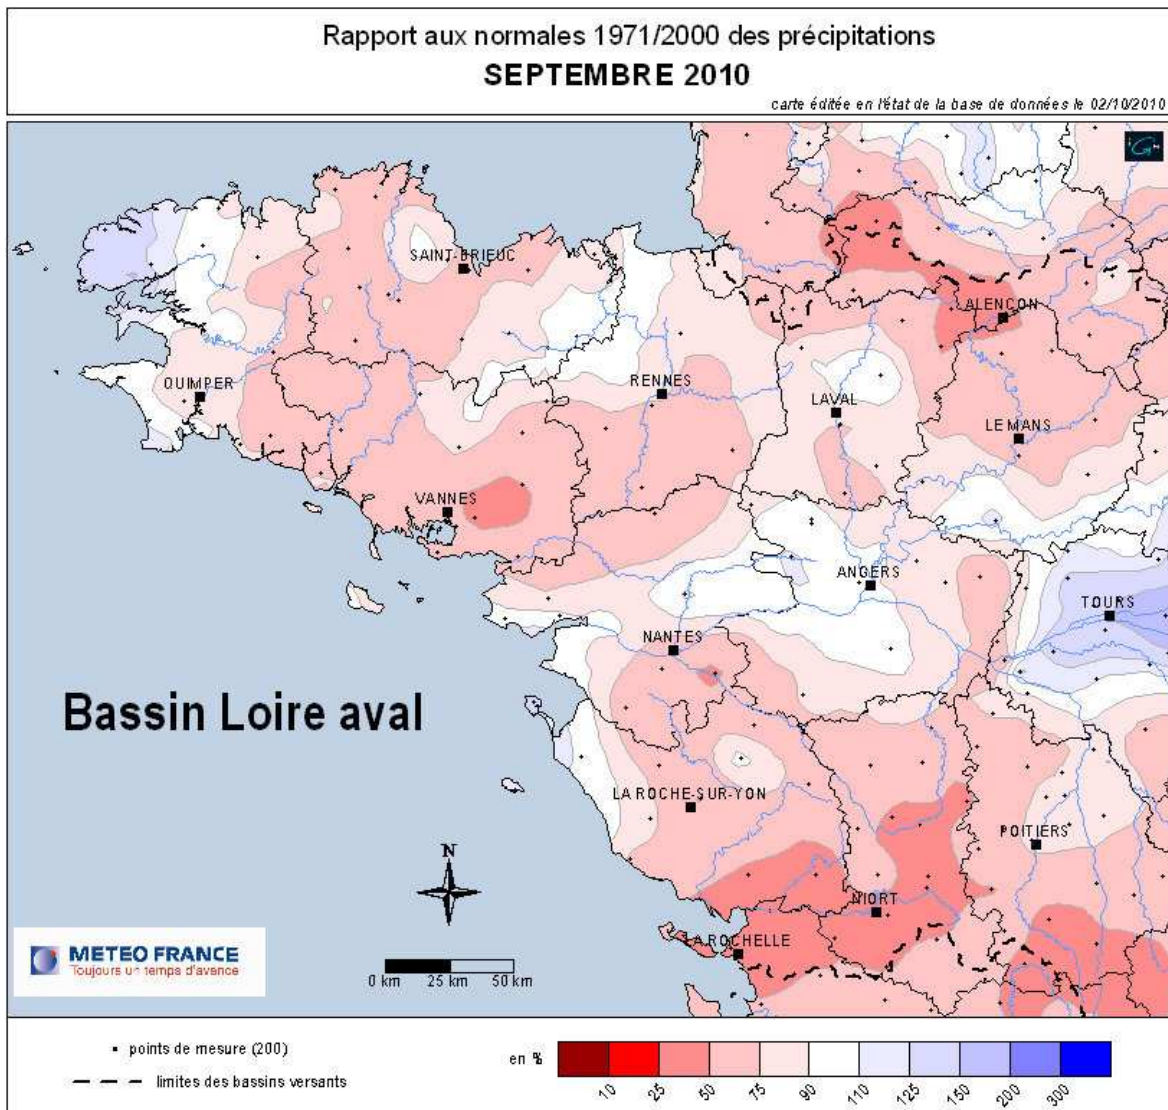 Rapport aux normales 1971/2000 des précipitations
SEPTEMBRE 2010
carte éditée en l'état de la base de données le 02/10/2010
SAINT-BRIEUC
ALENÇON
QUIMPER
RENNES
LAVAL
LE MANS
VANNES
ANGERS
TOURS
NANTES
Bassin Loire aval
LA ROCHE-SUR-YON
POITIERS
N
NIORT
LA ROCHELLE
METEO FRANCE
Toujours un temps d'avance
0 km 25 km 50 km
points de mesure (200)
limites des bassins versants
en %
10 25 50 75 90 110 125 150 200 300